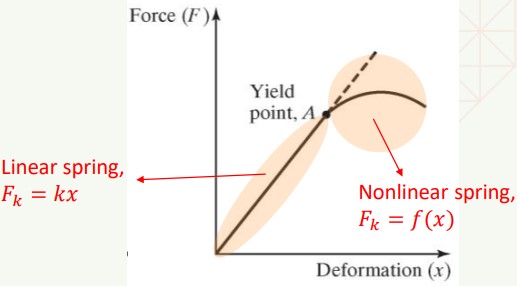 Force (F)
Yield
point, A
Linear spring,
F_k = kx
Nonlinear spring,
F_k = f(x)
Deformation (x)